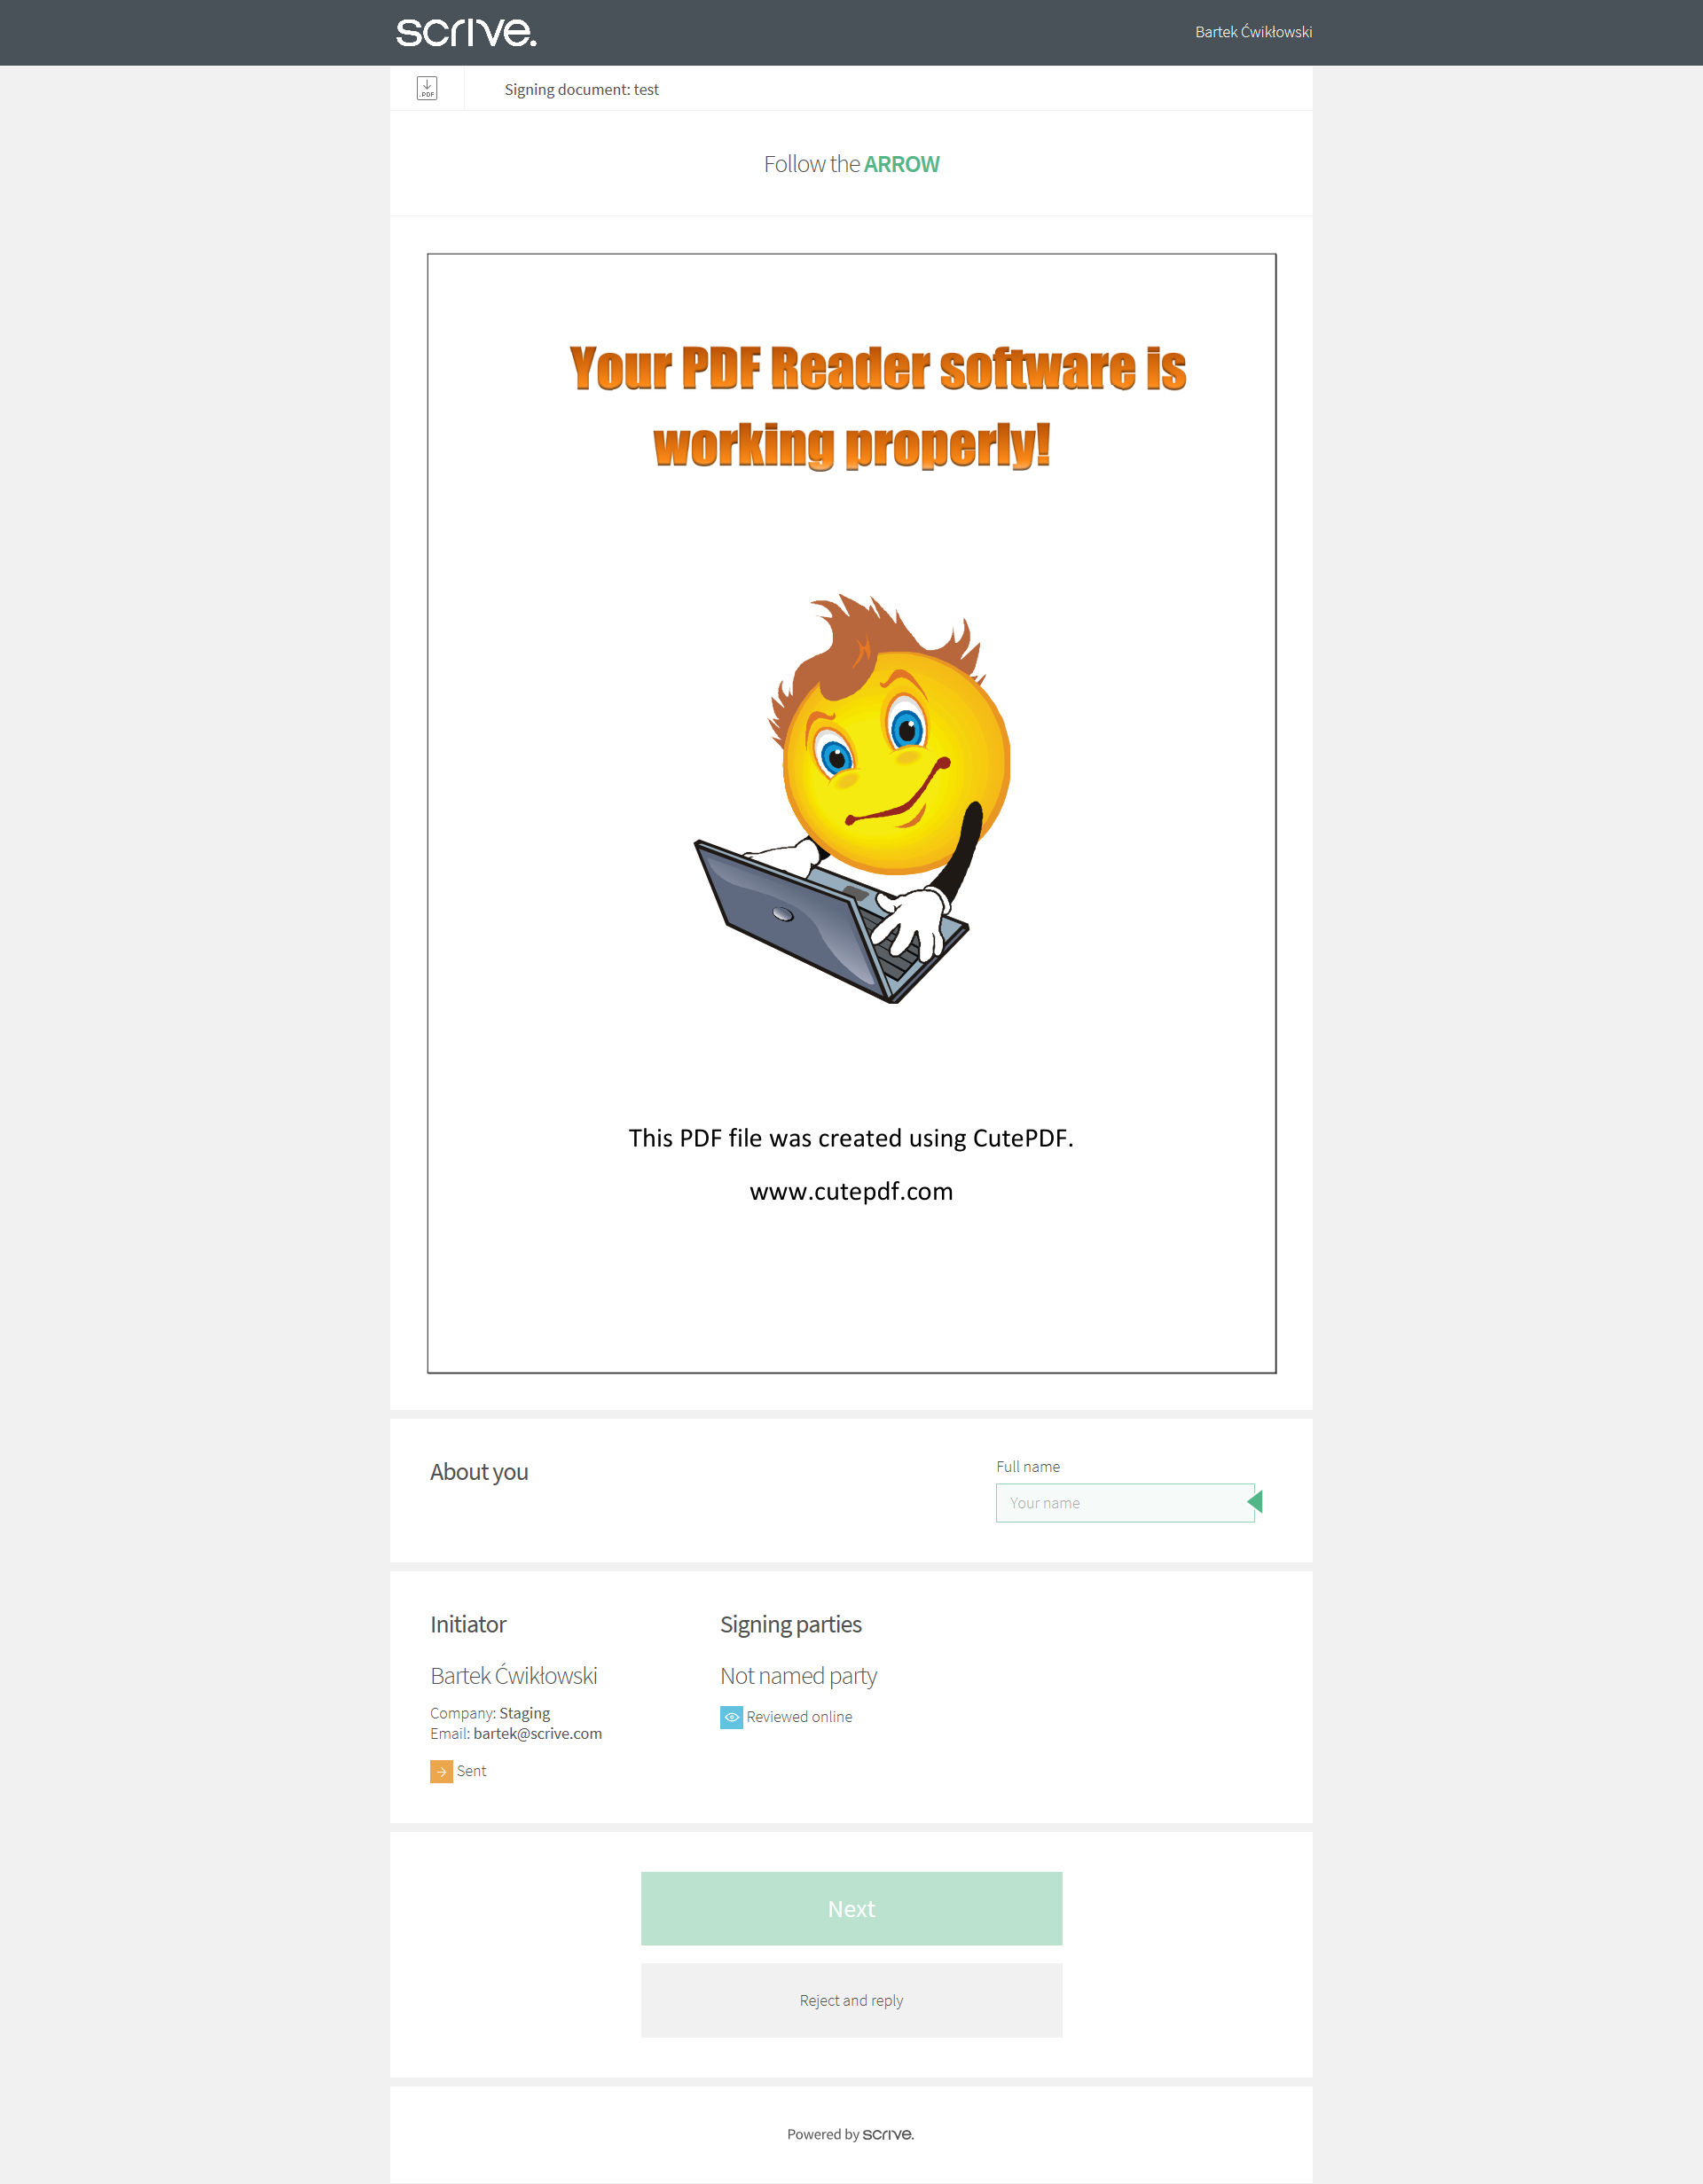 scrive.
Bartek Ćwikłowski
.PDF
Signing document: test
Follow the ARROW
Your PDF Reader software is
working properly!
This PDF file was created using CutePDF.
www.cutepdf.com
About you
Full name
Your name
Initiator
Bartek Ćwikłowski
Company: Staging
Email: bartek@scrive.com
Sent
Signing parties
Not named party
Reviewed online
Next
Reject and reply
Powered by scrive.